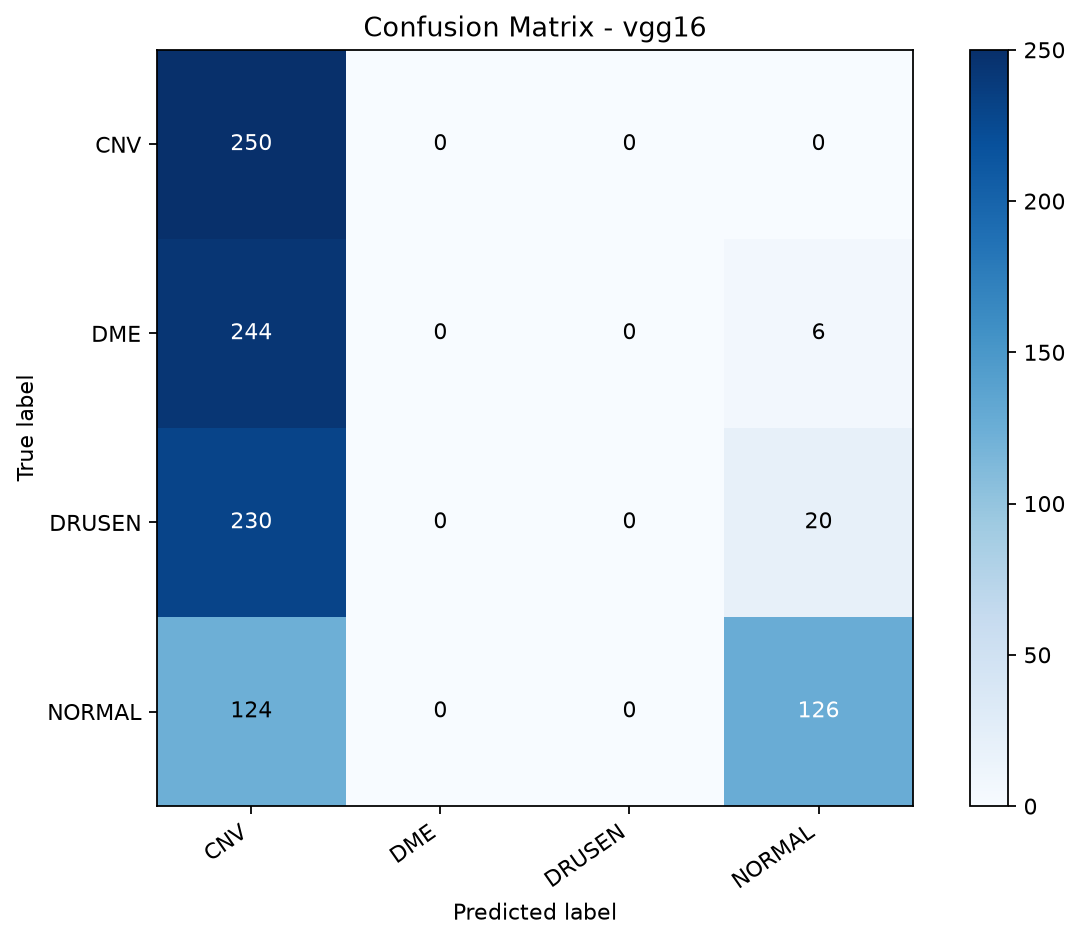 Confusion Matrix - vgg16
CNV 250 0 0 0
DME 244 0 0 6
DRUSEN 230 0 0 20
NORMAL 124 0 0 126
CNV DME DRUSEN NORMAL
Predicted label
True label
250
200
150
100
50
0